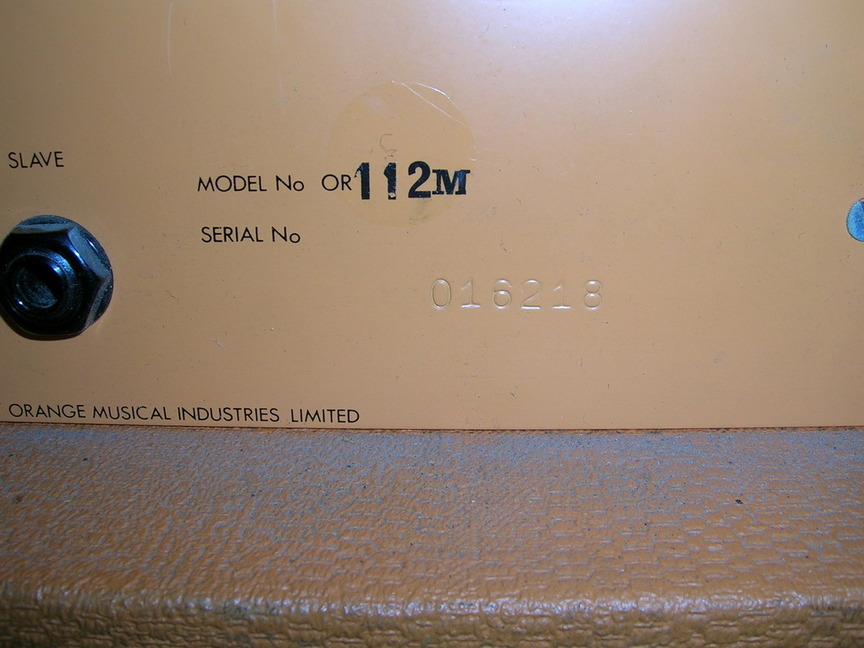 SLAVE
MODEL No OR112M
SERIAL No
016218
ORANGE MUSICAL INDUSTRIES LIMITED